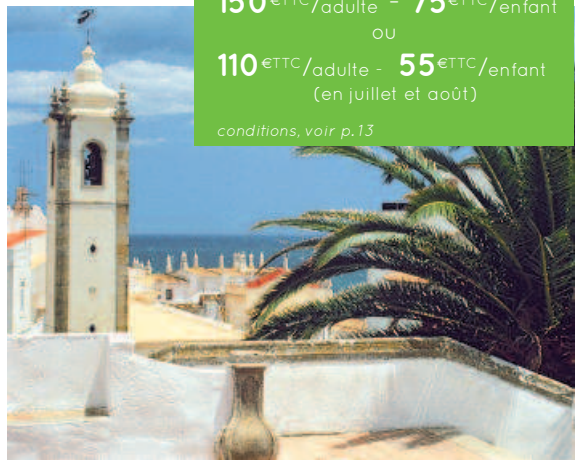 150€TTC/adulte - 75€TTC/enfant
ou
110€TTC/adulte - 55€TTC/enfant
(en juillet et août)
conditions, voir p.13